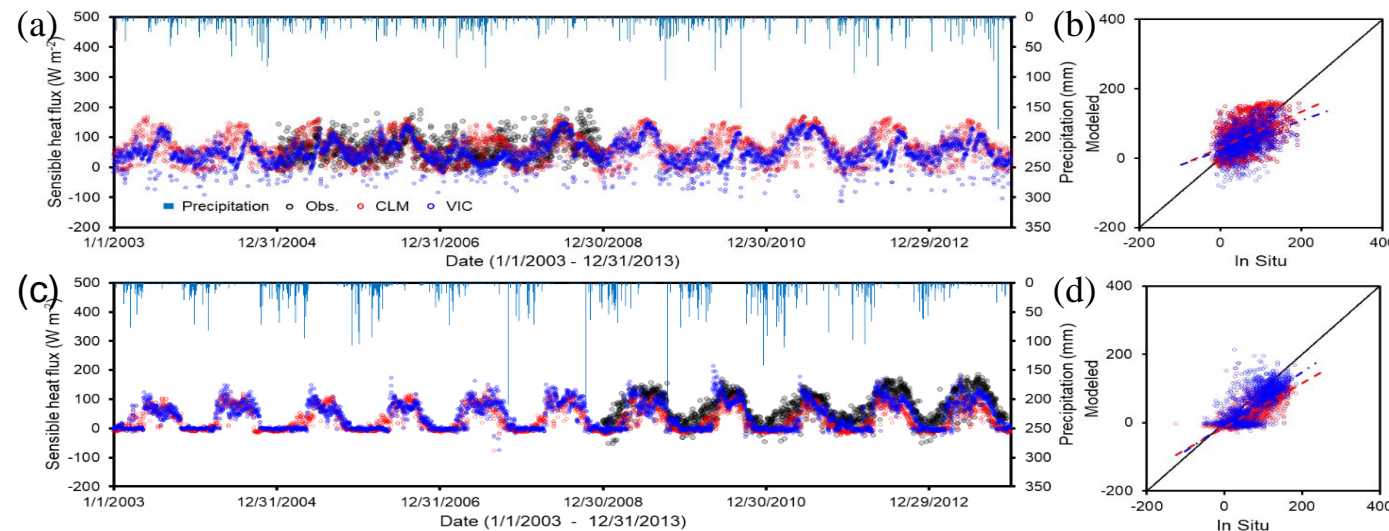 (a)
500
400
300
200
100
0
-100
-200
Sensible heat flux (W m⁻²)
0
50
100
150
200
250
300
350
Precipitation (mm)
Precipitation Obs. CLM VIC
1/1/2003 12/31/2004 12/31/2006 12/30/2008 12/30/2010 12/29/2012
Date (1/1/2003 - 12/31/2013)
(b)
400
200
0
-200
Modeled
-200 0 200 400
In Situ
(c)
500
400
300
200
100
0
-100
-200
Sensible heat flux (W m⁻²)
0
50
100
150
200
250
300
350
Precipitation (mm)
1/1/2003 12/31/2004 12/31/2006 12/30/2008 12/30/2010 12/29/2012
Date (1/1/2003 - 12/31/2013)
(d)
400
200
0
-200
Modeled
-200 0 200 400
In Situ